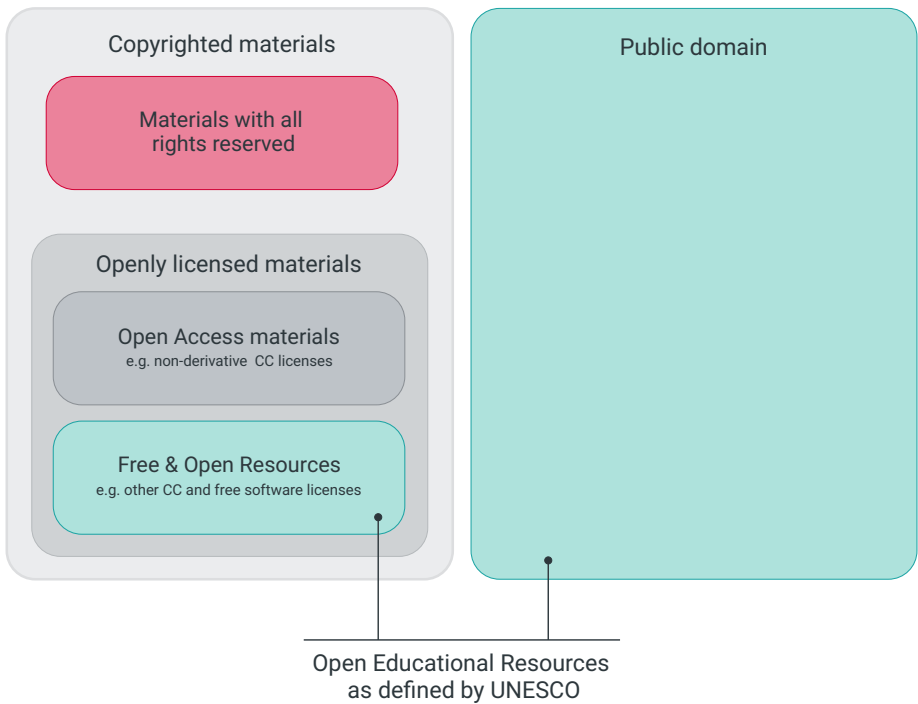 Copyrighted materials
Materials with all
rights reserved
Openly licensed materials
Open Access materials
e.g. non-derivative CC licenses
Free & Open Resources
e.g. other CC and free software licenses
Public domain
Open Educational Resources
as defined by UNESCO